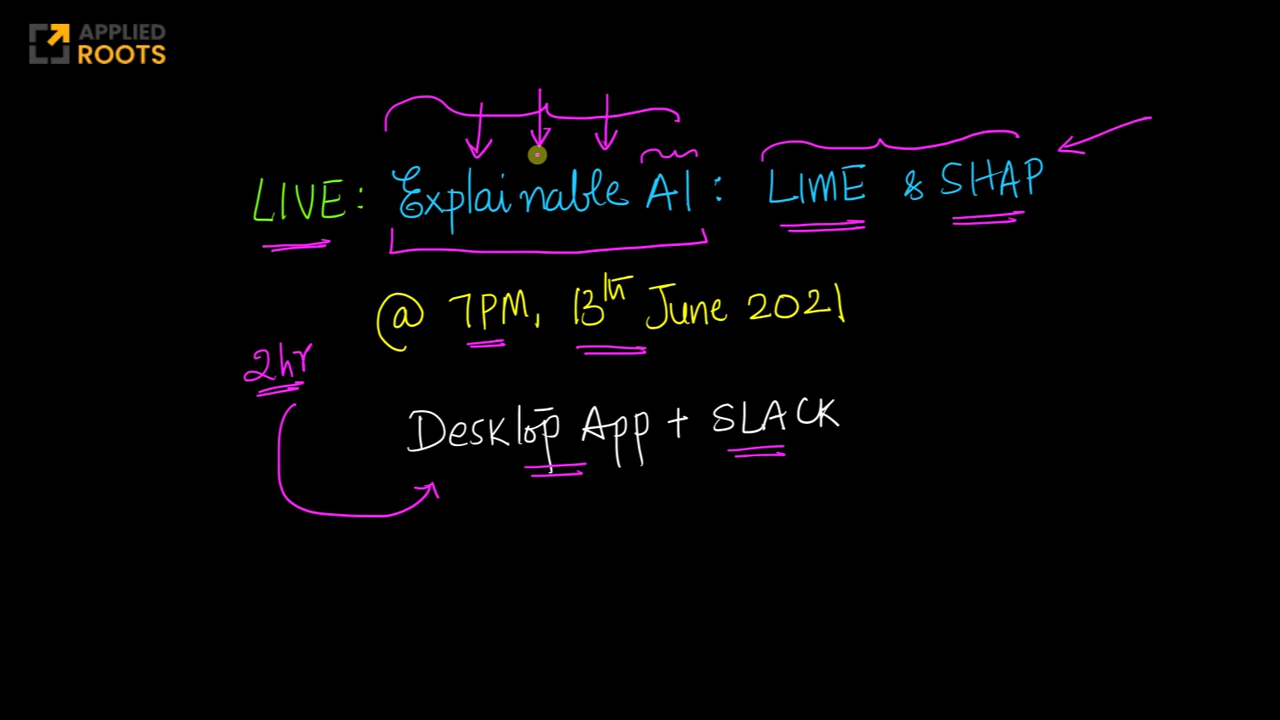 APPLIED
ROOTS
LIVE: Explainable AI: LIME & SHAP
@ 7PM, 13th June 2021
2hr
Desktop App + SLACK